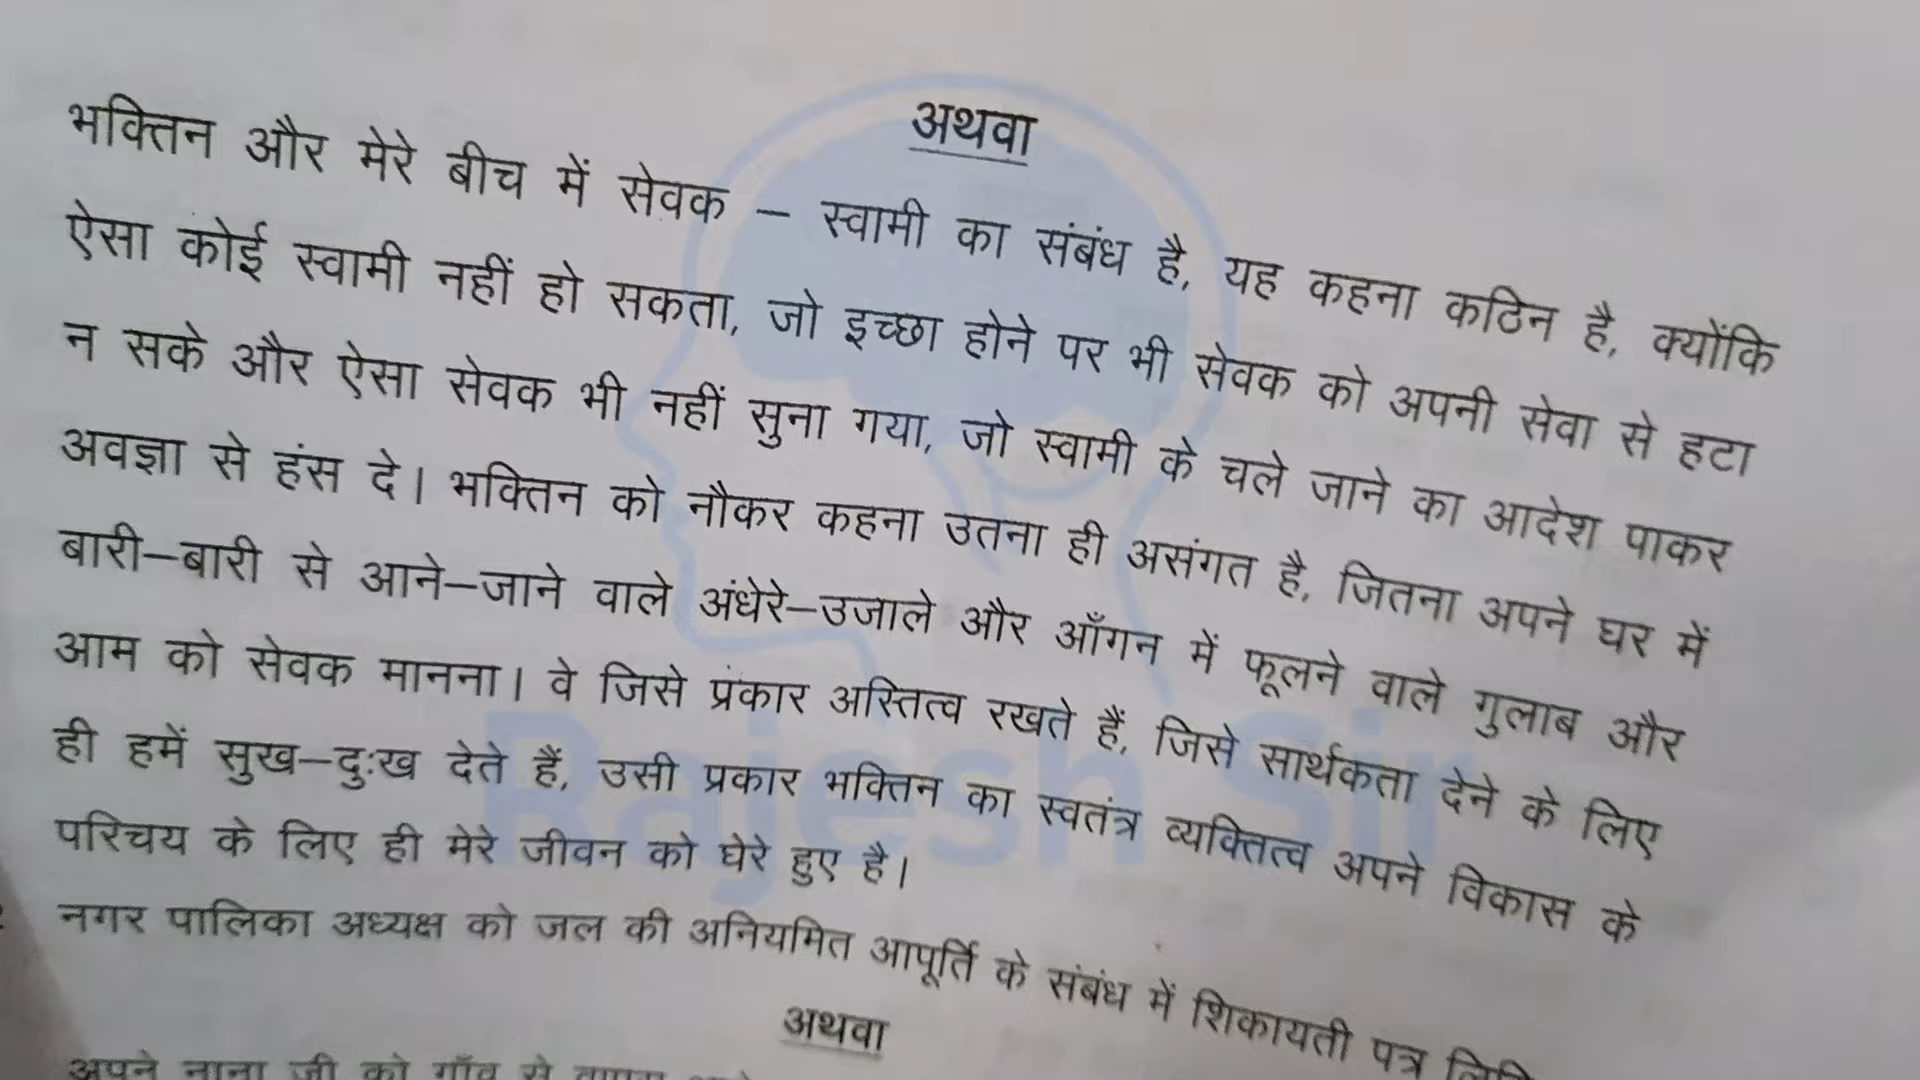 अथवा
भक्तिन और मेरे बीच में सेवक – स्वामी का संबंध है, यह कहना कठिन है, क्योंकि
ऐसा कोई स्वामी नहीं हो सकता, जो इच्छा होने पर भी सेवक को अपनी सेवा से हटा
न सके और ऐसा सेवक भी नहीं सुना गया, जो स्वामी के चले जाने का आदेश पाकर
अवज्ञा से हंस दे। भक्तिन को नौकर कहना उतना ही असंगत है, जितना अपने घर में
बारी–बारी से आने–जाने वाले अंधेरे–उजाले और आँगन में फूलने वाले गुलाब और
आम को सेवक मानना। वे जिसे प्रंकार अस्तित्व रखते हैं, जिसे सार्थकता देने के लिए
ही हमें सुख–दुःख देते हैं, उसी प्रकार भक्तिन का स्वतंत्र व्यक्तित्व अपने विकास के
परिचय के लिए ही मेरे जीवन को घेरे हुए है।
Rajesh Sir
नगर पालिका अध्यक्ष को जल की अनियमित आपूर्ति के संबंध में शिकायती पत्र
अथवा
अपने नाना जी को गाँव से